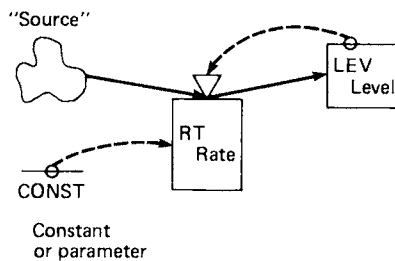 "Source"
LEV
Level
RT
Rate
CONST
Constant
or parameter